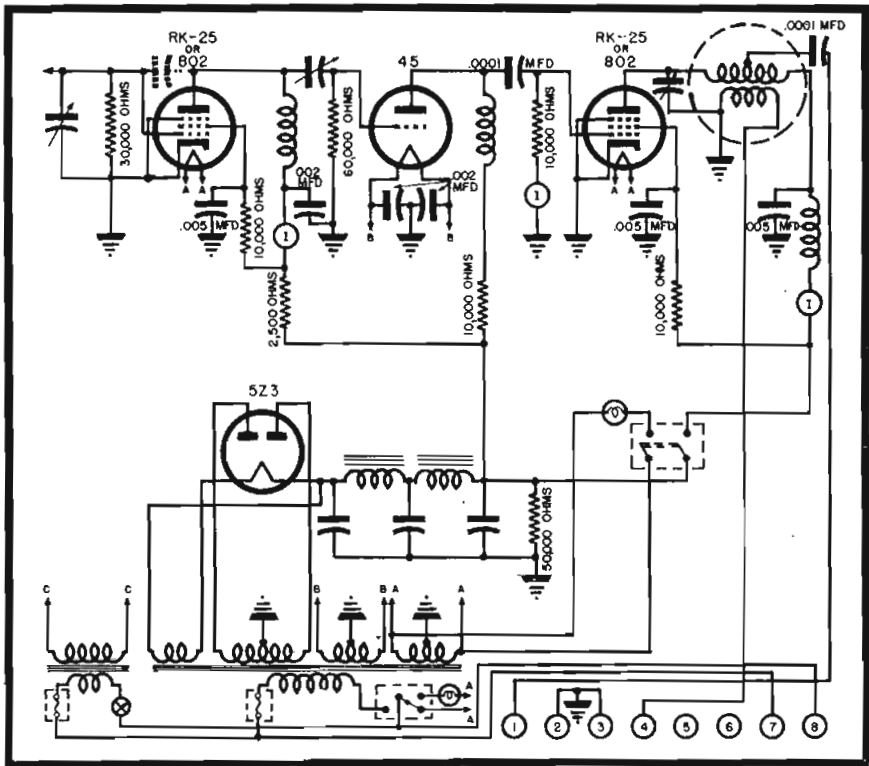 RK-25
OR
802
45
.0001 MFD
RK-25
OR
802
.0001 MFD
30,000 OHMS
A A
.005 MFD
10,000 OHMS
.002
MFD
I
2,500 OHMS
60,000 OHMS
.002
MFD
B B
10,000 OHMS
10,000 OHMS
I
A A
.005 MFD
10,000 OHMS
.005 MFD
I
5Z3
50,000 OHMS
C C B B A A
A
A
1 2 3 4 5 6 7 8